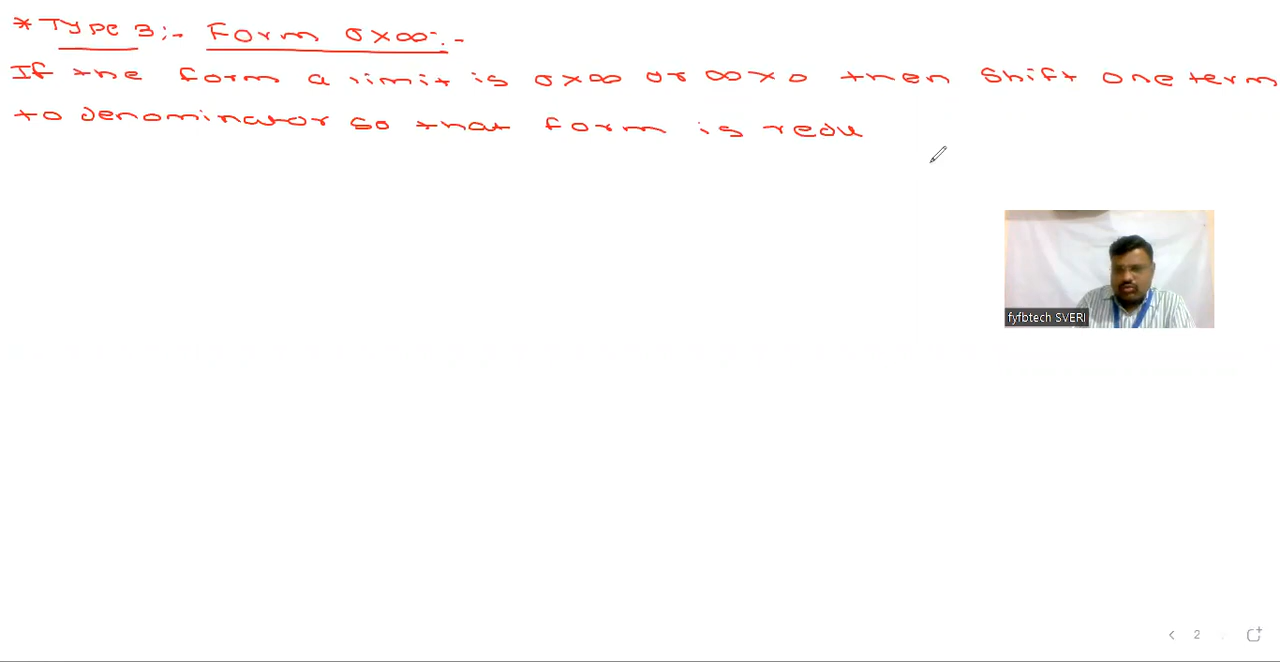 * TYPE 3:- Form 0×∞:-
If the form a limit is 0×∞ or ∞×0 then shift one term
to denominator so that form is redu
fyfbtech SVERI
2